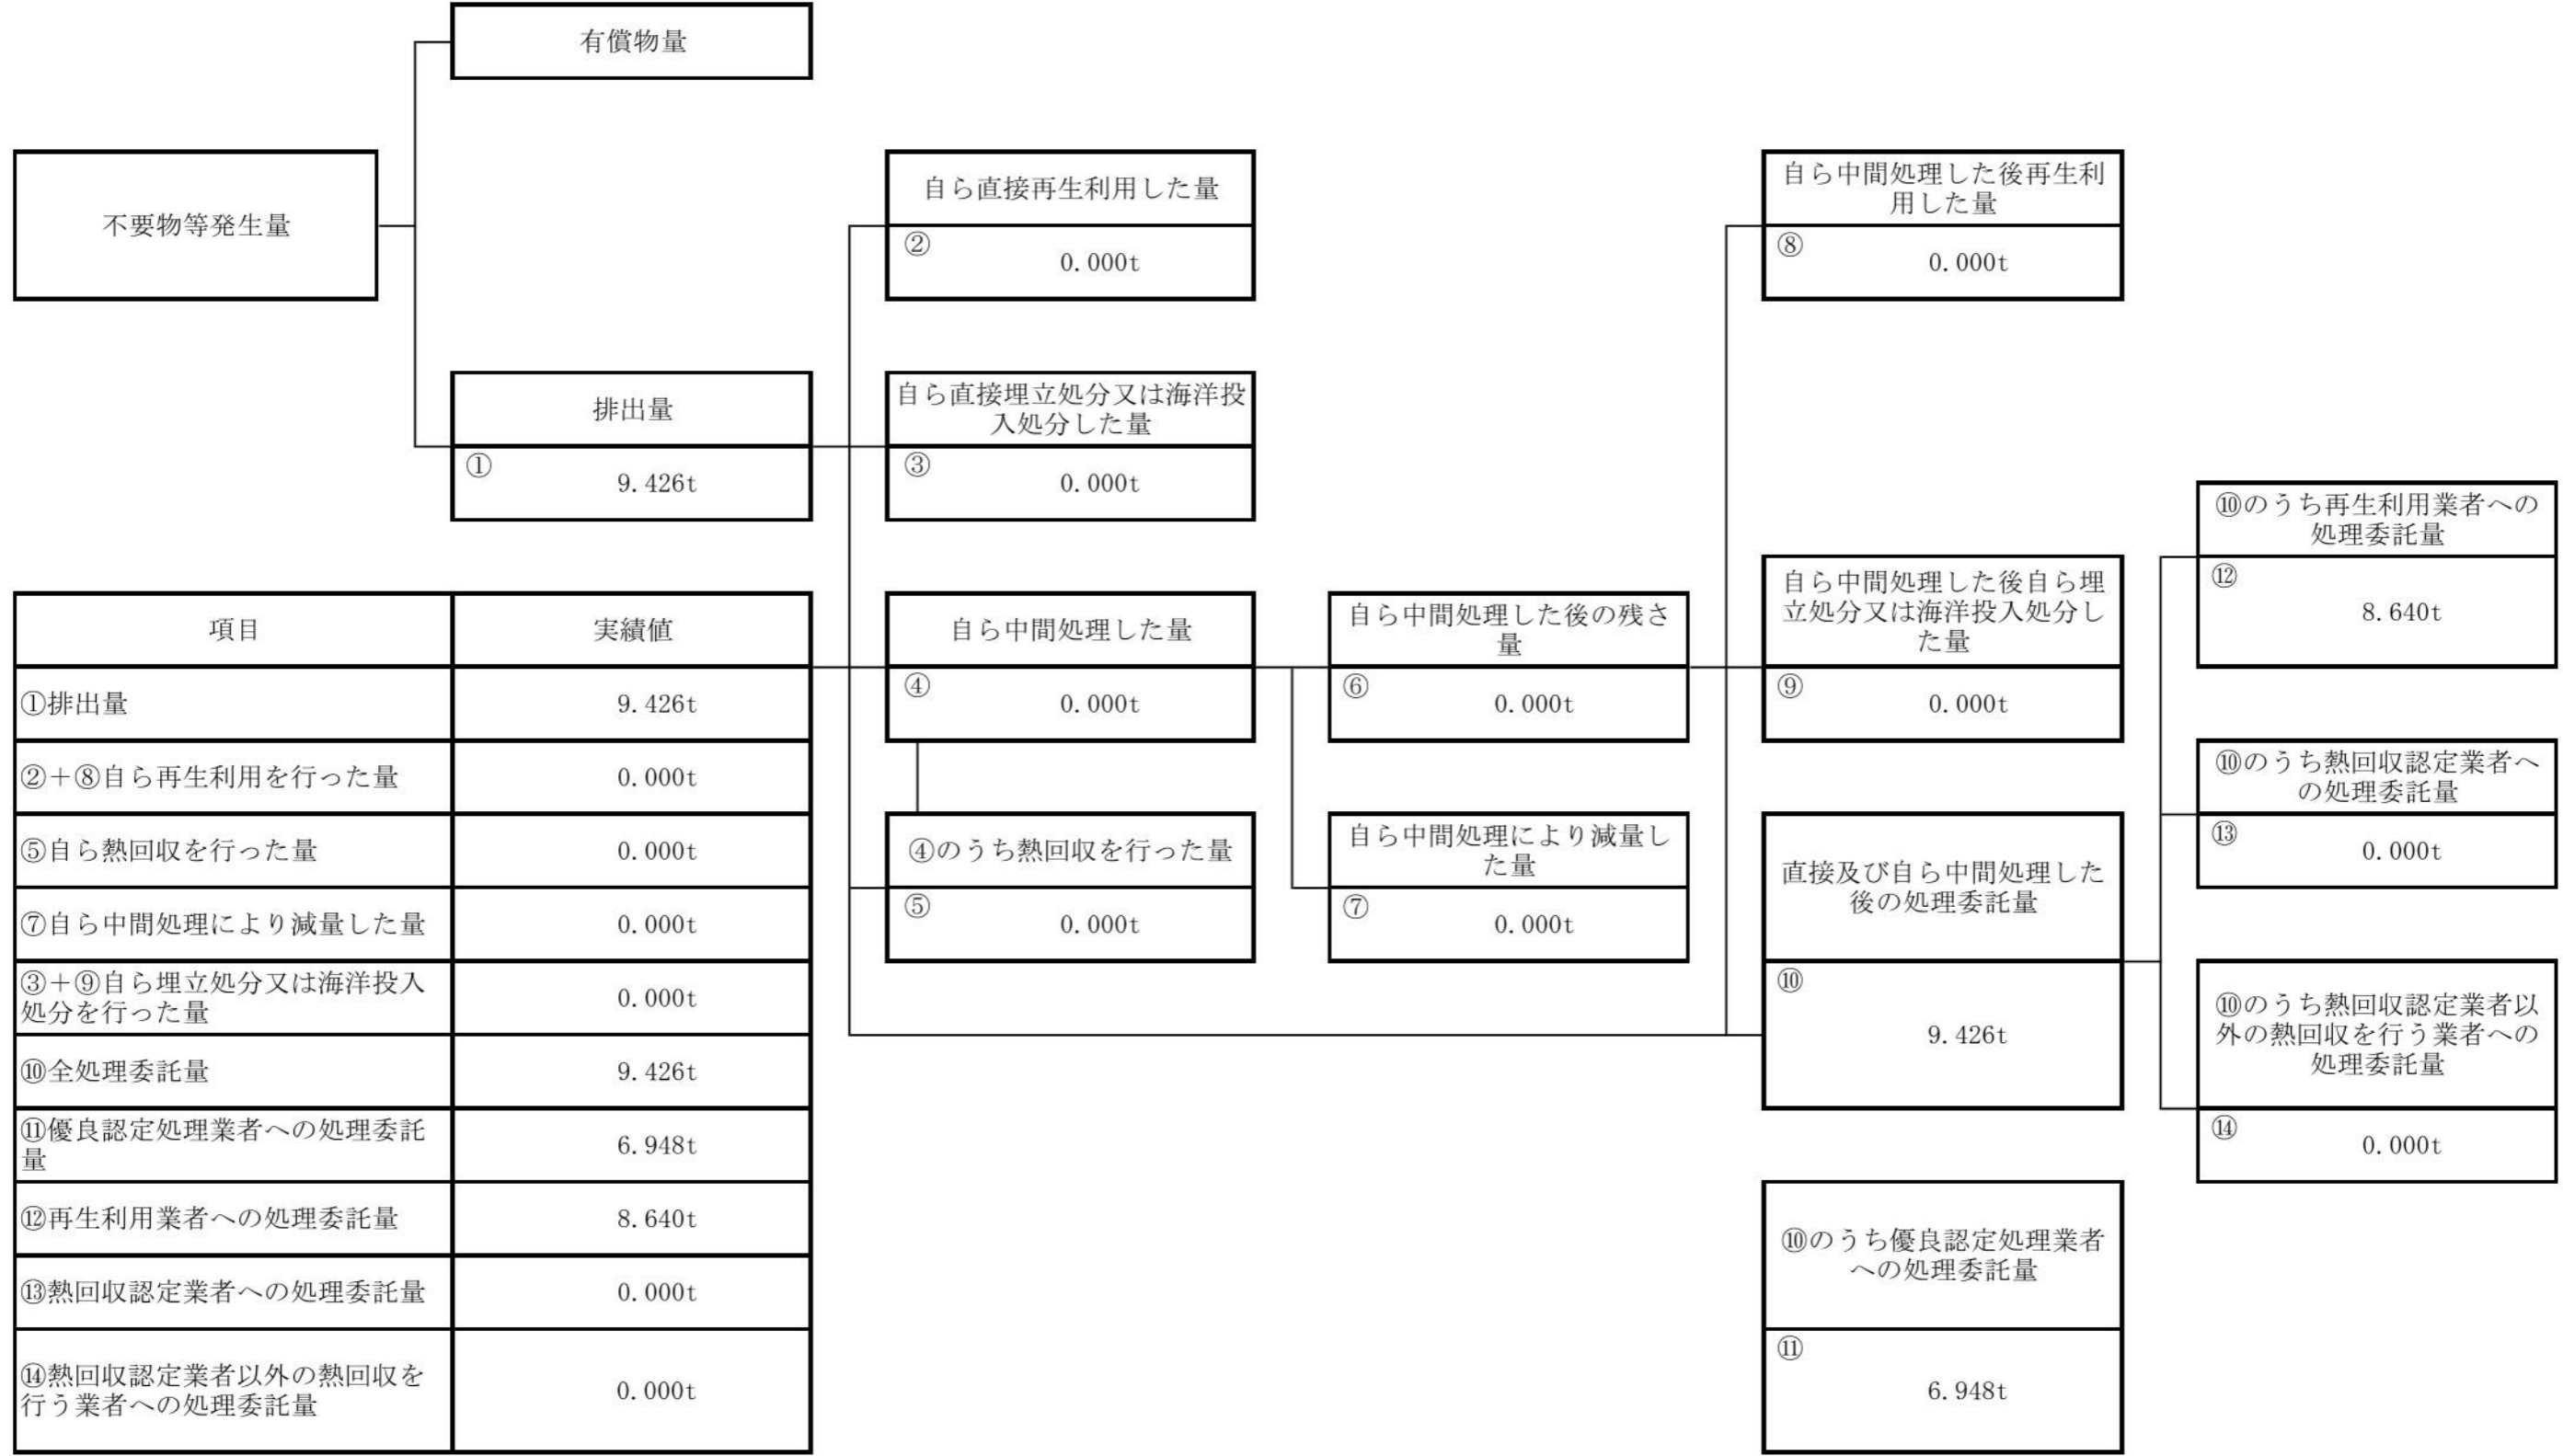 有償物量
不要物等発生量
自ら直接再生利用した量
②
0.000t
自ら中間処理した後再生利
用した量
⑧
0.000t
排出量
①
9.426t
自ら直接埋立処分又は海洋投
入処分した量
③
0.000t
⑩のうち再生利用業者への
処理委託量
⑫
8.640t
自ら中間処理した量
④
0.000t
自ら中間処理した後の残さ
量
⑥
0.000t
自ら中間処理した後自ら埋
立処分又は海洋投入処分し
た量
⑨
0.000t
⑩のうち熱回収認定業者へ
の処理委託量
⑬
0.000t
④のうち熱回収を行った量
⑤
0.000t
自ら中間処理により減量し
た量
⑦
0.000t
直接及び自ら中間処理した
後の処理委託量
⑩
9.426t
⑩のうち熱回収認定業者以
外の熱回収を行う業者への
処理委託量
⑭
0.000t
⑩のうち優良認定処理業者
への処理委託量
⑪
6.948t
項目 実績値
①排出量 9.426t
②+⑧自ら再生利用を行った量 0.000t
⑤自ら熱回収を行った量 0.000t
⑦自ら中間処理により減量した量 0.000t
③+⑨自ら埋立処分又は海洋投入
処分を行った量 0.000t
⑩全処理委託量 9.426t
⑪優良認定処理業者への処理委託
量 6.948t
⑫再生利用業者への処理委託量 8.640t
⑬熱回収認定業者への処理委託量 0.000t
⑭熱回収認定業者以外の熱回収を
行う業者への処理委託量 0.000t